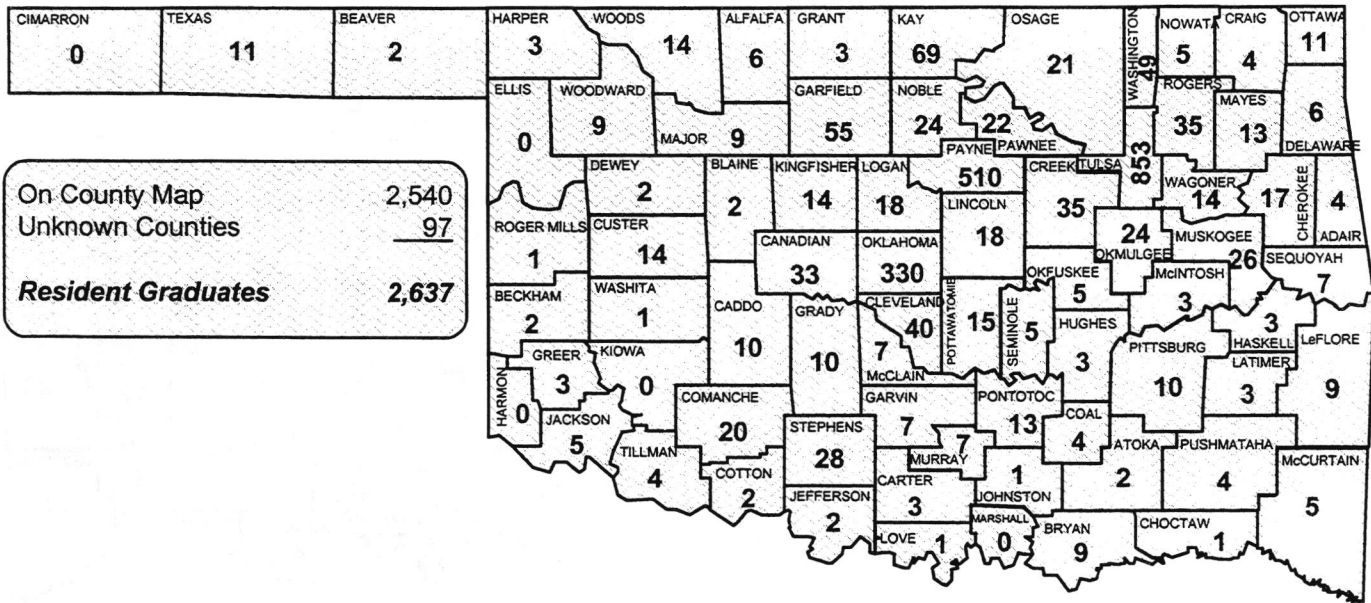 CIMARRON
0
TEXAS
11
BEAVER
2
HARPER
3
WOODS
14
ALFALFA
6
GRANT
3
KAY
69
OSAGE
21
WASHINGTON
49
NOWATA
5
CRAIG
4
OTTAWA
11
ELLIS
0
WOODWARD
9
MAJOR
9
GARFIELD
55
NOBLE
24
22
PAWNEE
ROGERS
35
MAYES
13
6
DELAWARE
On County Map 2,540
Unknown Counties 97
Resident Graduates 2,637
DEWEY
2
BLAINE
2
KINGFISHER
14
LOGAN
18
PAYNE
510
CREEK
35
TULSA
853
WAGONER
14
17
CHEROKEE
4
ADAIR
ROGER MILLS
1
CUSTER
14
CANADIAN
33
OKLAHOMA
330
LINCOLN
18
24
OKMULGEE
MUSKOGEE
26
SEQUOYAH
7
BECKHAM
2
WASHITA
1
CADDO
10
GRADY
10
CLEVELAND
40
7
McCLAIN
POTTAWATOMIE
15
SEMINOLE
5
OKFUSKEE
5
McINTOSH
3
3
HASKELL
LeFLORE
9
HUGHES
3
PITTSBURG
10
LATIMER
3
HARMON
0
GREER
3
KIOWA
0
JACKSON
5
COMANCHE
20
STEPHENS
28
GARVIN
7
7
MURRAY
PONTOTOC
13
COAL
4
ATOKA
2
PUSHMATAHA
4
McCURTAIN
5
TILLMAN
4
COTTON
2
JEFFERSON
2
CARTER
3
1
JOHNSTON
LOVE
1
MARSHALL
0
BRYAN
9
CHOCTAW
1